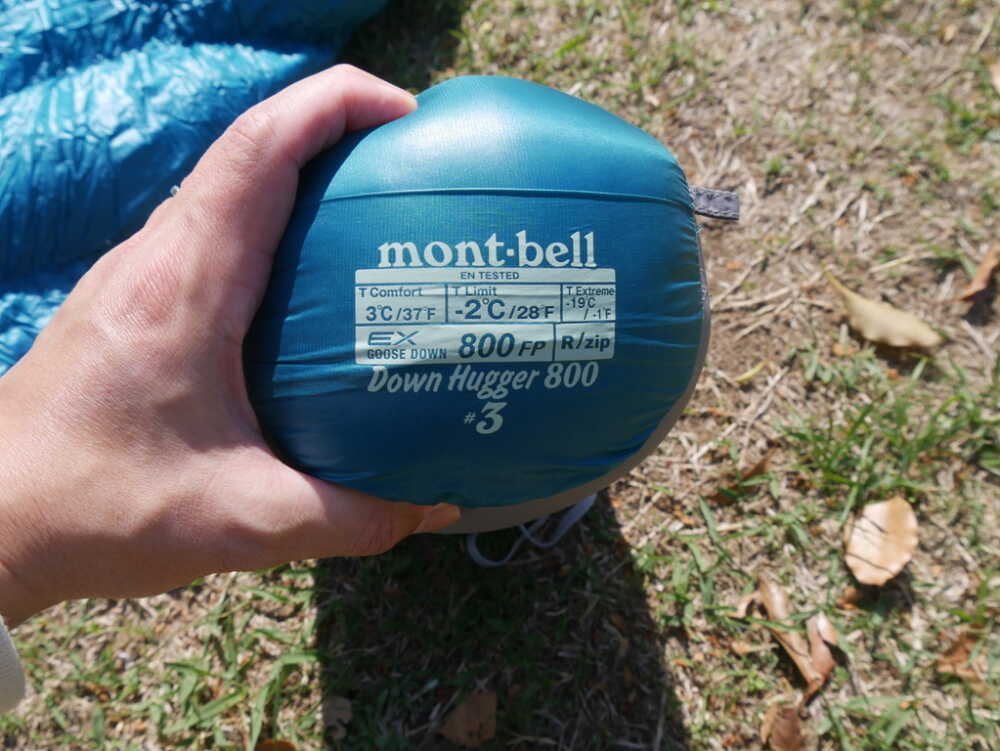 mont·bell
EN TESTED
T Comfort T Limit T Extreme
3℃/37°F -2℃/28°F -19℃/-1°F
EX GOOSE DOWN 800 FP R/zip
Down Hugger 800
#3